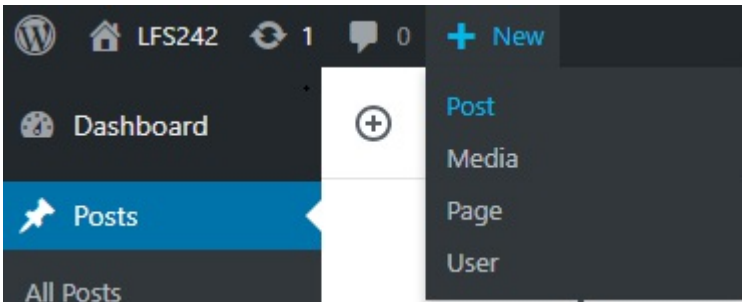 LFS242 1 0 New
Dashboard
Post
Media
Posts
Page
User
All Posts